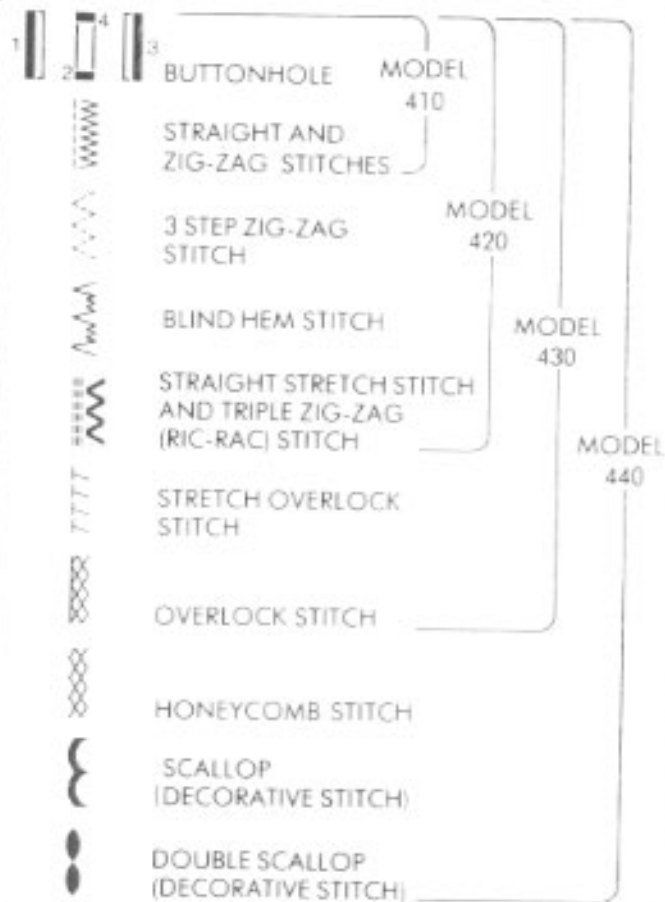 1
4
2
3
BUTTONHOLE
MODEL
410
STRAIGHT AND
ZIG-ZAG STITCHES
3 STEP ZIG-ZAG
STITCH
MODEL
420
BLIND HEM STITCH
MODEL
430
STRAIGHT STRETCH STITCH
AND TRIPLE ZIG-ZAG
(RIC-RAC) STITCH
MODEL
440
STRETCH OVERLOCK
STITCH
OVERLOCK STITCH
HONEYCOMB STITCH
SCALLOP
(DECORATIVE STITCH)
DOUBLE SCALLOP
(DECORATIVE STITCH)